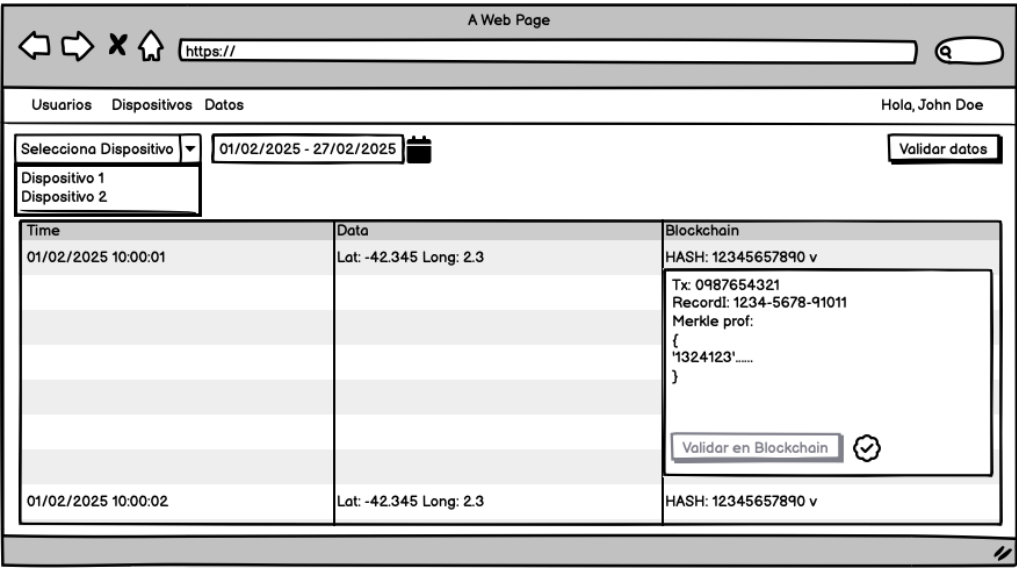 A Web Page
https://
Usuarios Dispositivos Datos Hola, John Doe
Selecciona Dispositivo 01/02/2025 - 27/02/2025 Validar datos
Dispositivo 1
Dispositivo 2
Time Data Blockchain
01/02/2025 10:00:01 Lat: -42.345 Long: 2.3 HASH: 12345657890 v
Tx: 0987654321
RecordI: 1234-5678-91011
Merkle prof:
{
'1324123'......
}
Validar en Blockchain
01/02/2025 10:00:02 Lat: -42.345 Long: 2.3 HASH: 12345657890 v